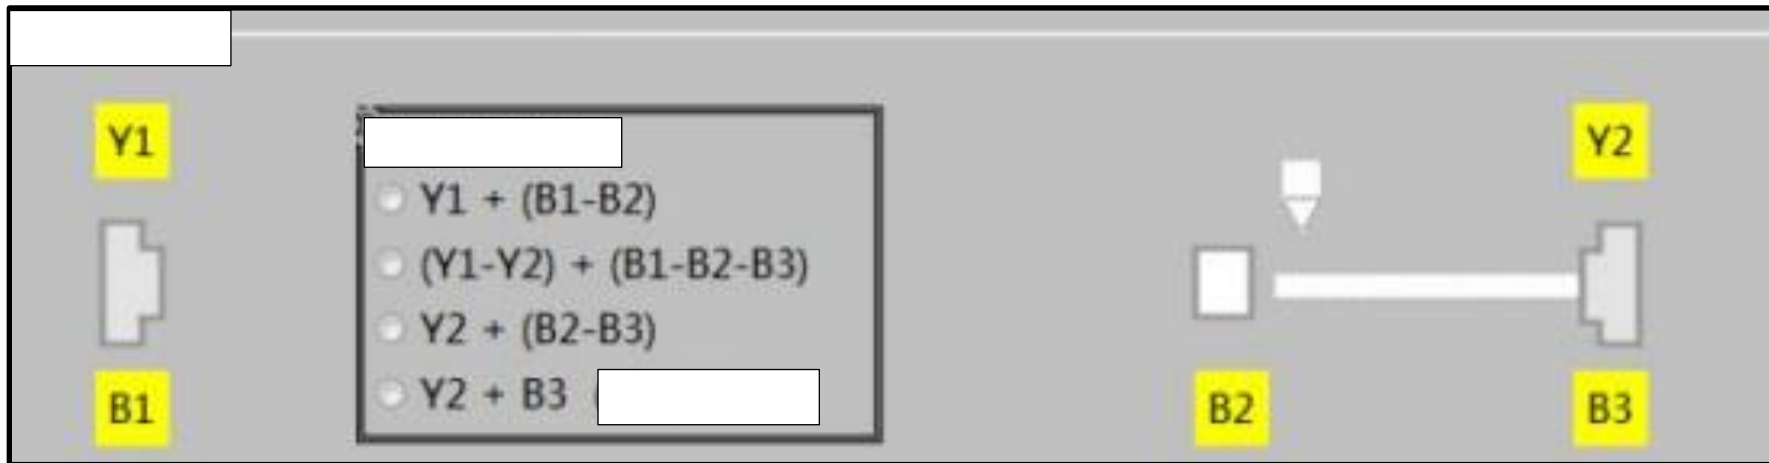 Y1
Y2
Y1 + (B1-B2)
(Y1-Y2) + (B1-B2-B3)
Y2 + (B2-B3)
Y2 + B3 (
B1
B2
B3